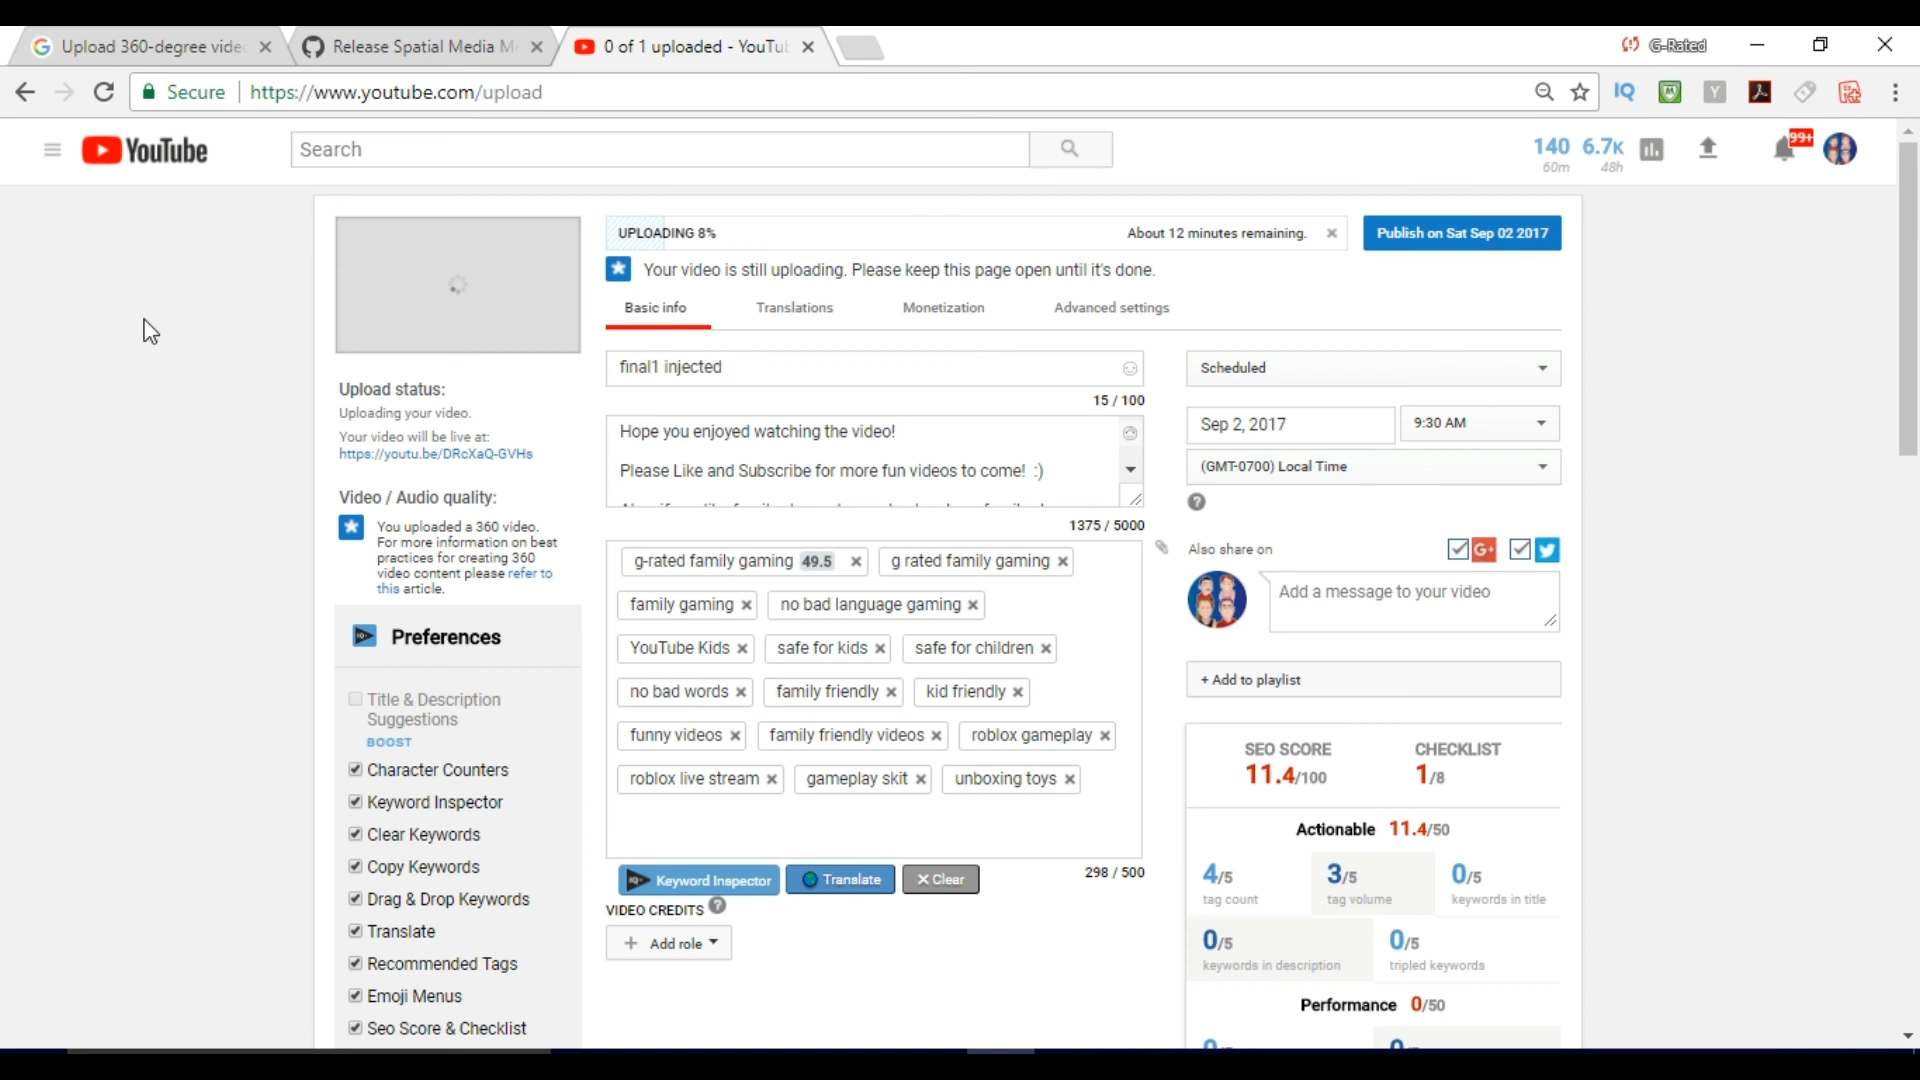 Upload 360-degree vide
Release Spatial Media M
0 of 1 uploaded - YouTu
G-Rated
Secure
https://www.youtube.com/upload
IQ
Y
YouTube
Search
140
60m
6.7K
48h
99+
UPLOADING 8%
About 12 minutes remaining.
Publish on Sat Sep 02 2017
Your video is still uploading. Please keep this page open until it's done.
Basic info
Translations
Monetization
Advanced settings
Upload status:
Uploading your video.
Your video will be live at:
https://youtu.be/DRcXaQ-GVHs
Video / Audio quality:
You uploaded a 360 video.
For more information on best
practices for creating 360
video content please refer to
this article.
Preferences
Title & Description
Suggestions
BOOST
Character Counters
Keyword Inspector
Clear Keywords
Copy Keywords
Drag & Drop Keywords
Translate
Recommended Tags
Emoji Menus
Seo Score & Checklist
final1 injected
15 / 100
Hope you enjoyed watching the video!
Please Like and Subscribe for more fun videos to come! :)
1375 / 5000
g-rated family gaming 49.5
g rated family gaming
family gaming
no bad language gaming
YouTube Kids
safe for kids
safe for children
no bad words
family friendly
kid friendly
funny videos
family friendly videos
roblox gameplay
roblox live stream
gameplay skit
unboxing toys
Keyword Inspector
Translate
Clear
298 / 500
VIDEO CREDITS
Add role
Scheduled
Sep 2, 2017
9:30 AM
(GMT-0700) Local Time
Also share on
G+
Add a message to your video
+ Add to playlist
SEO SCORE
11.4/100
CHECKLIST
1/8
Actionable 11.4/50
4/5
tag count
3/5
tag volume
0/5
keywords in title
0/5
keywords in description
0/5
tripled keywords
Performance 0/50